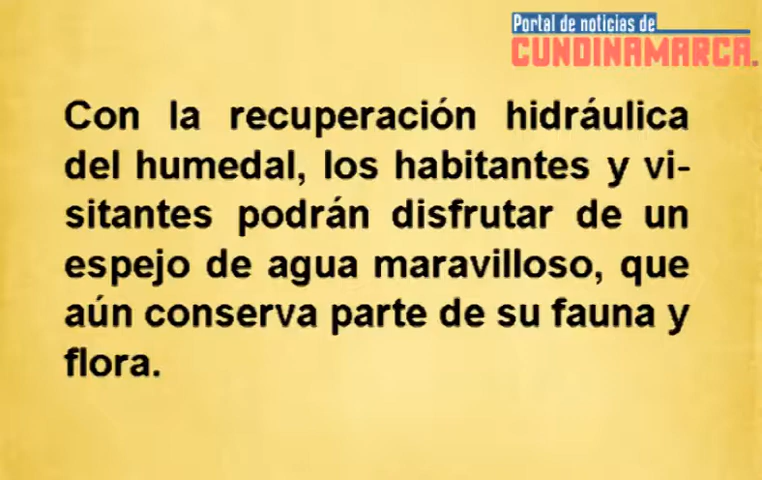 Portal de noticias de
CUNDINAMARCA.
Con la recuperación hidráulica
del humedal, los habitantes y vi-
sitantes podrán disfrutar de un
espejo de agua maravilloso, que
aún conserva parte de su fauna y
flora.